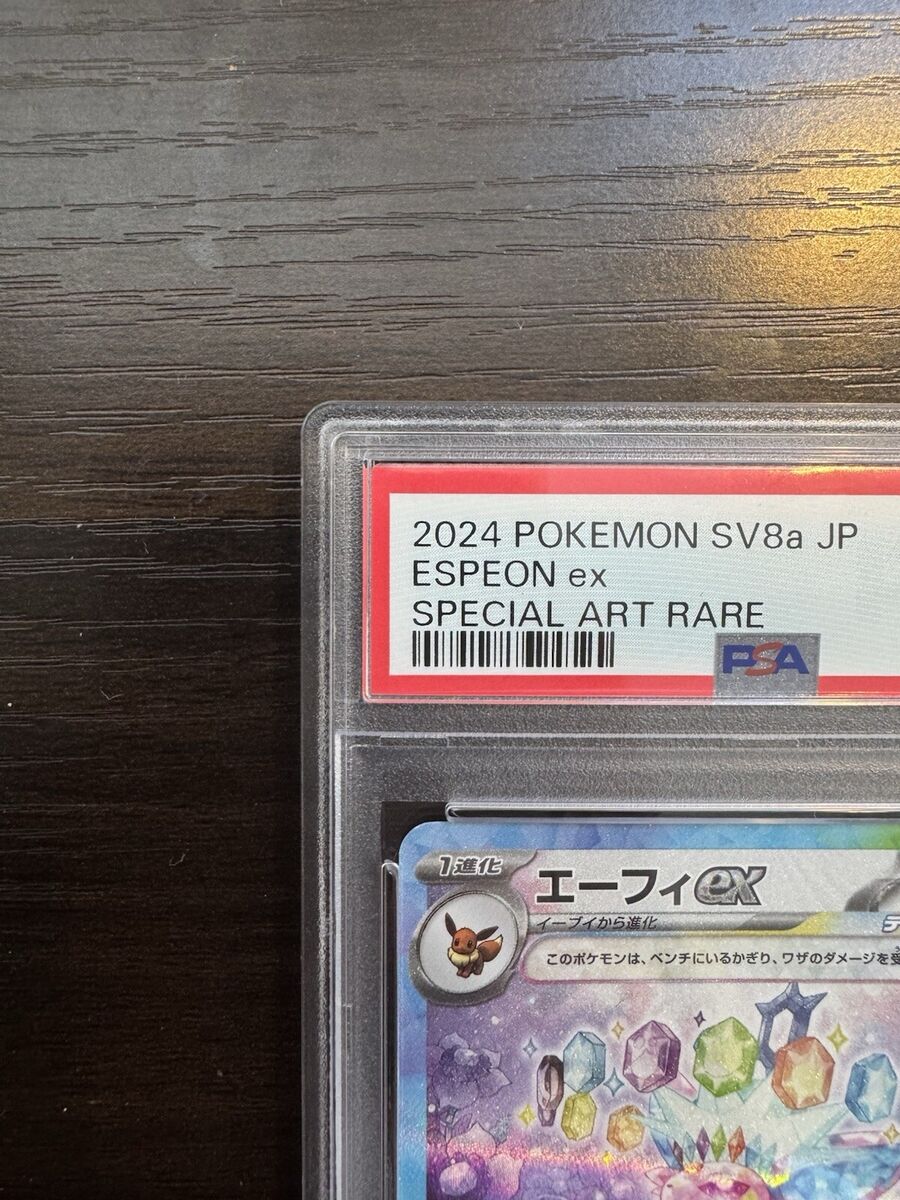 2024 POKEMON SV8a JP
ESPEON ex
SPECIAL ART RARE
PSA
1進化
エーフィex
イーブイから進化
テ
このポケモンは、ベンチにいるかぎり、ワザのダメージを受